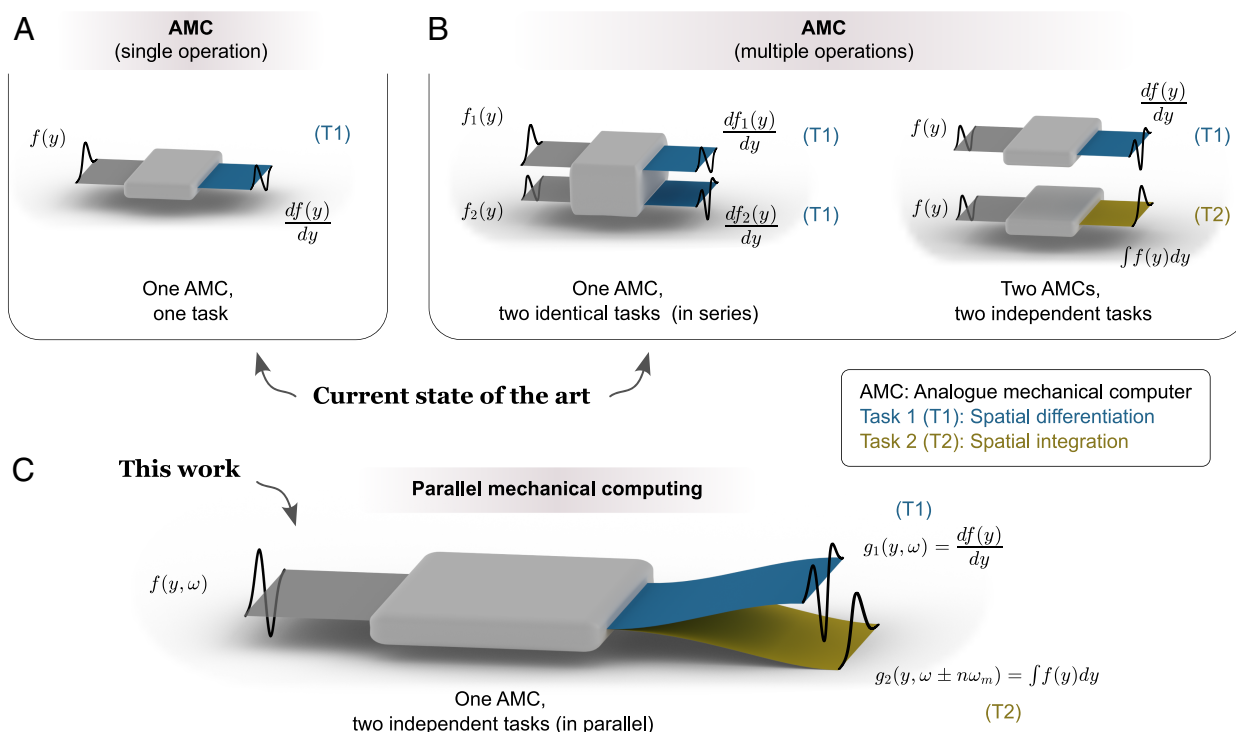 A
AMC
(single operation)
f(y)
(T1)
df(y)
dy
One AMC,
one task
B
AMC
(multiple operations)
f₁(y)
df₁(y)
dy
(T1)
f₂(y)
df₂(y)
dy
(T1)
One AMC,
two identical tasks (in series)
f(y)
df(y)
dy
(T1)
f(y)
(T2)
∫f(y)dy
Two AMCs,
two independent tasks
Current state of the art
AMC: Analogue mechanical computer
Task 1 (T1): Spatial differentiation
Task 2 (T2): Spatial integration
C
This work
Parallel mechanical computing
f(y, ω)
(T1)
g₁(y, ω) = df(y)
dy
g₂(y, ω ± nωₘ) = ∫f(y)dy
(T2)
One AMC,
two independent tasks (in parallel)